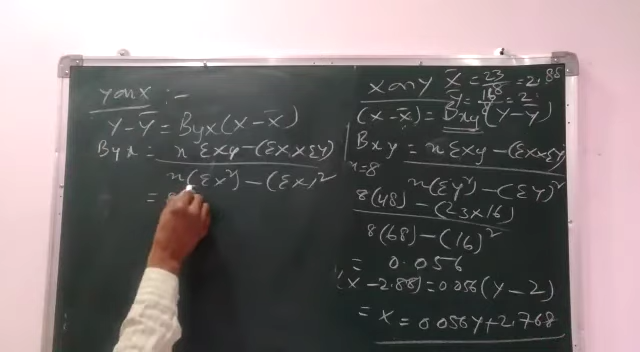 Y on X :-
Y - Ȳ = Byx (X - X̄)
Byx = n Σxy - (Σx x Σy)
n(Σx²) - (Σx)²
= 8
X on Y X̄ = 23/8 = 2.88
Ȳ = 16/8 = 2
(X - X̄) = Bxy (Y - Ȳ)
Bxy = n Σxy - (Σx x Σy)
n(Σy²) - (Σy)²
n=8
8(48) - (23x16)
8(68) - (16)²
= 0.056
(X - 2.88) = 0.056 (Y - 2)
= X = 0.056Y + 2.768